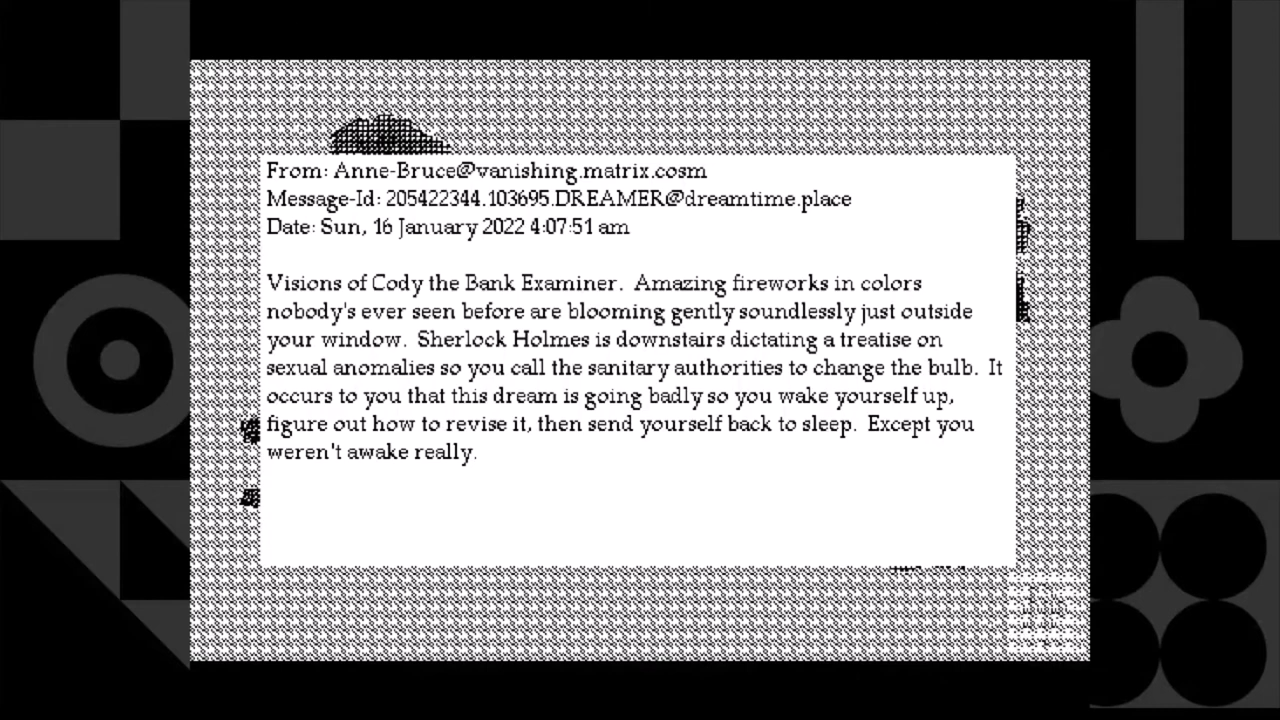 From: Anne-Bruce@vanishing.matrix.cosm
Message-Id: 205422344.103695.DREAMER@dreamtime.place
Date: Sun, 16 January 2022 4:07:51 am
Visions of Cody the Bank Examiner.  Amazing fireworks in colors
nobody's ever seen before are blooming gently soundlessly just outside
your window.  Sherlock Holmes is downstairs dictating a treatise on
sexual anomalies so you call the sanitary authorities to change the bulb.  It
occurs to you that this dream is going badly so you wake yourself up,
figure out how to revise it, then send yourself back to sleep.  Except you
weren't awake really.